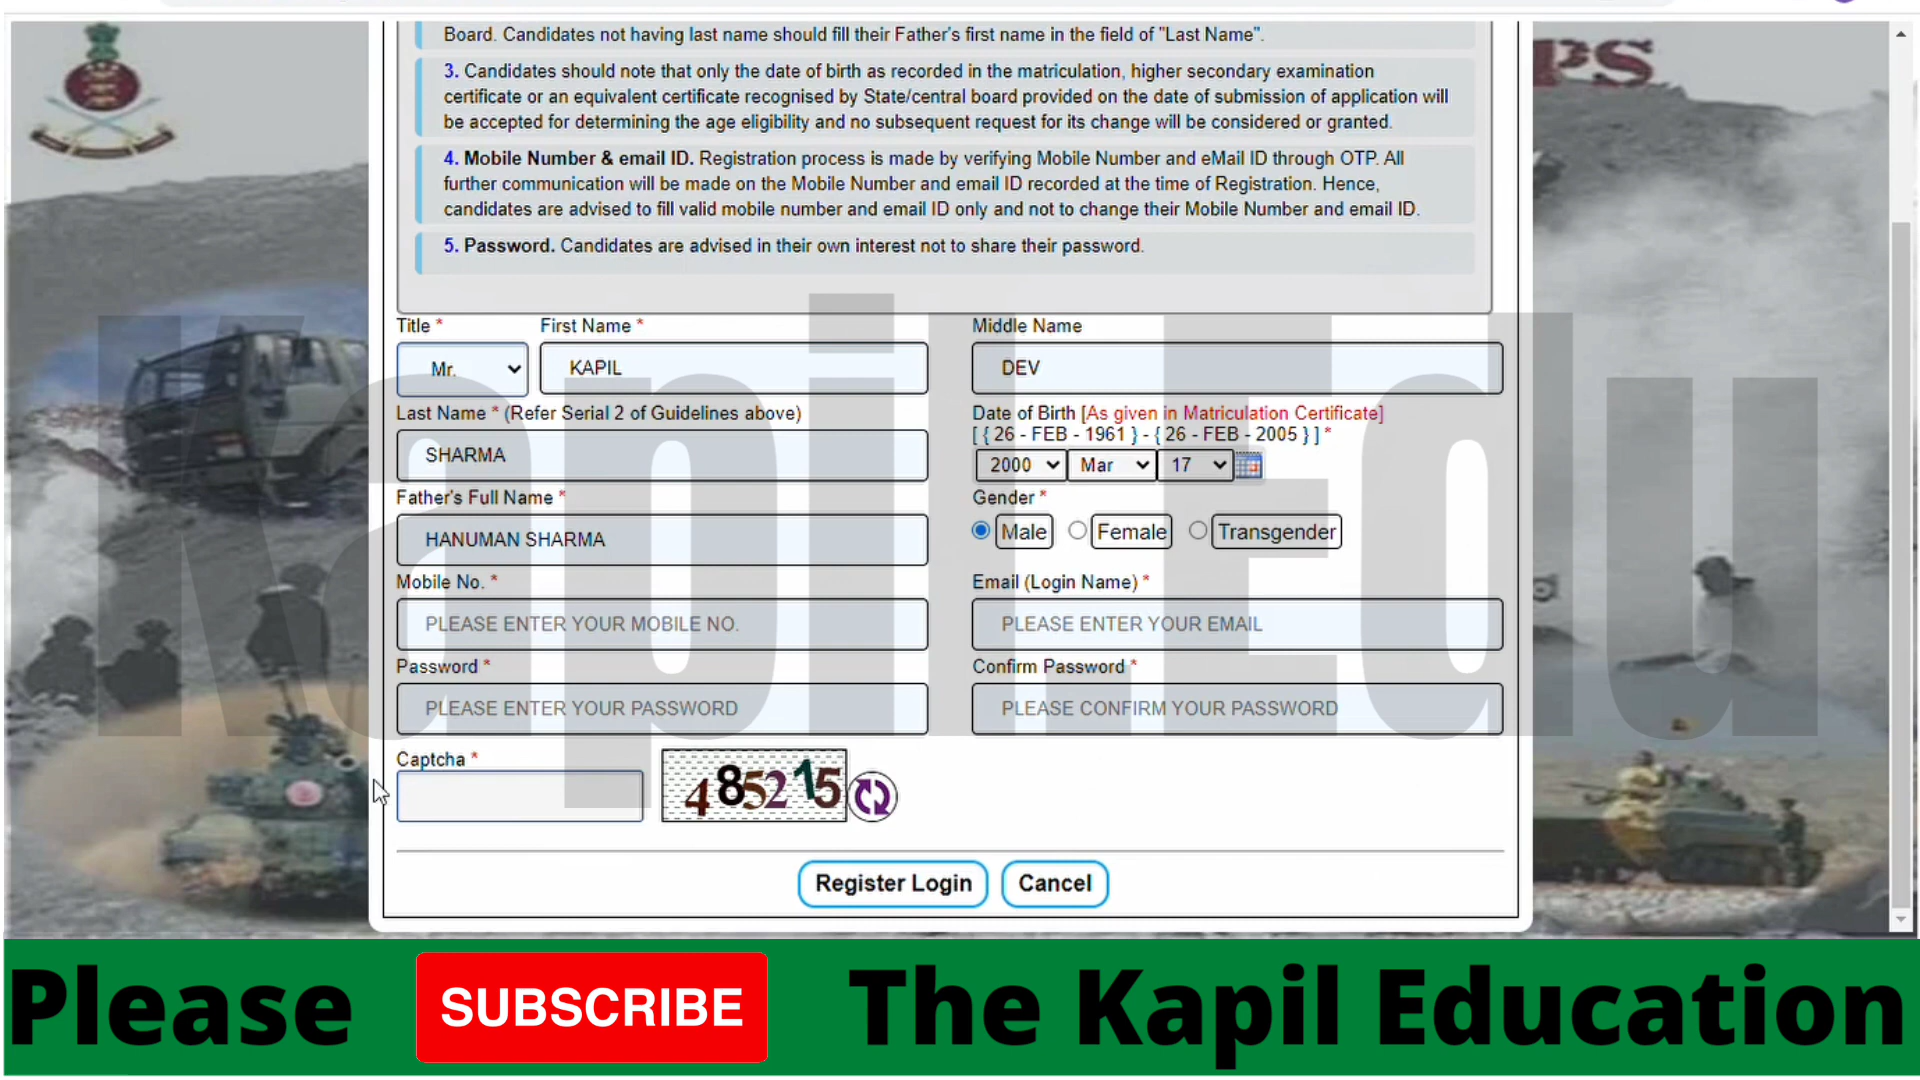 Board. Candidates not having last name should fill their Father's first name in the field of "Last Name".
3. Candidates should note that only the date of birth as recorded in the matriculation, higher secondary examination
certificate or an equivalent certificate recognised by State/central board provided on the date of submission of application will
be accepted for determining the age eligibility and no subsequent request for its change will be considered or granted.
4. Mobile Number & email ID. Registration process is made by verifying Mobile Number and eMail ID through OTP. All
further communication will be made on the Mobile Number and email ID recorded at the time of Registration. Hence,
candidates are advised to fill valid mobile number and email ID only and not to change their Mobile Number and email ID.
5. Password. Candidates are advised in their own interest not to share their password.
Title * First Name * Middle Name
Mr. KAPIL DEV
Last Name * (Refer Serial 2 of Guidelines above) Date of Birth [As given in Matriculation Certificate]
[ { 26 - FEB - 1961 } - { 26 - FEB - 2005 } ] *
SHARMA 2000 Mar 17
Father's Full Name * Gender *
HANUMAN SHARMA Male Female Transgender
Mobile No. * Email (Login Name) *
PLEASE ENTER YOUR MOBILE NO. PLEASE ENTER YOUR EMAIL
Password * Confirm Password *
PLEASE ENTER YOUR PASSWORD PLEASE CONFIRM YOUR PASSWORD
Captcha *
485215
Register Login Cancel
Kapil.Edu
Please SUBSCRIBE The Kapil Education